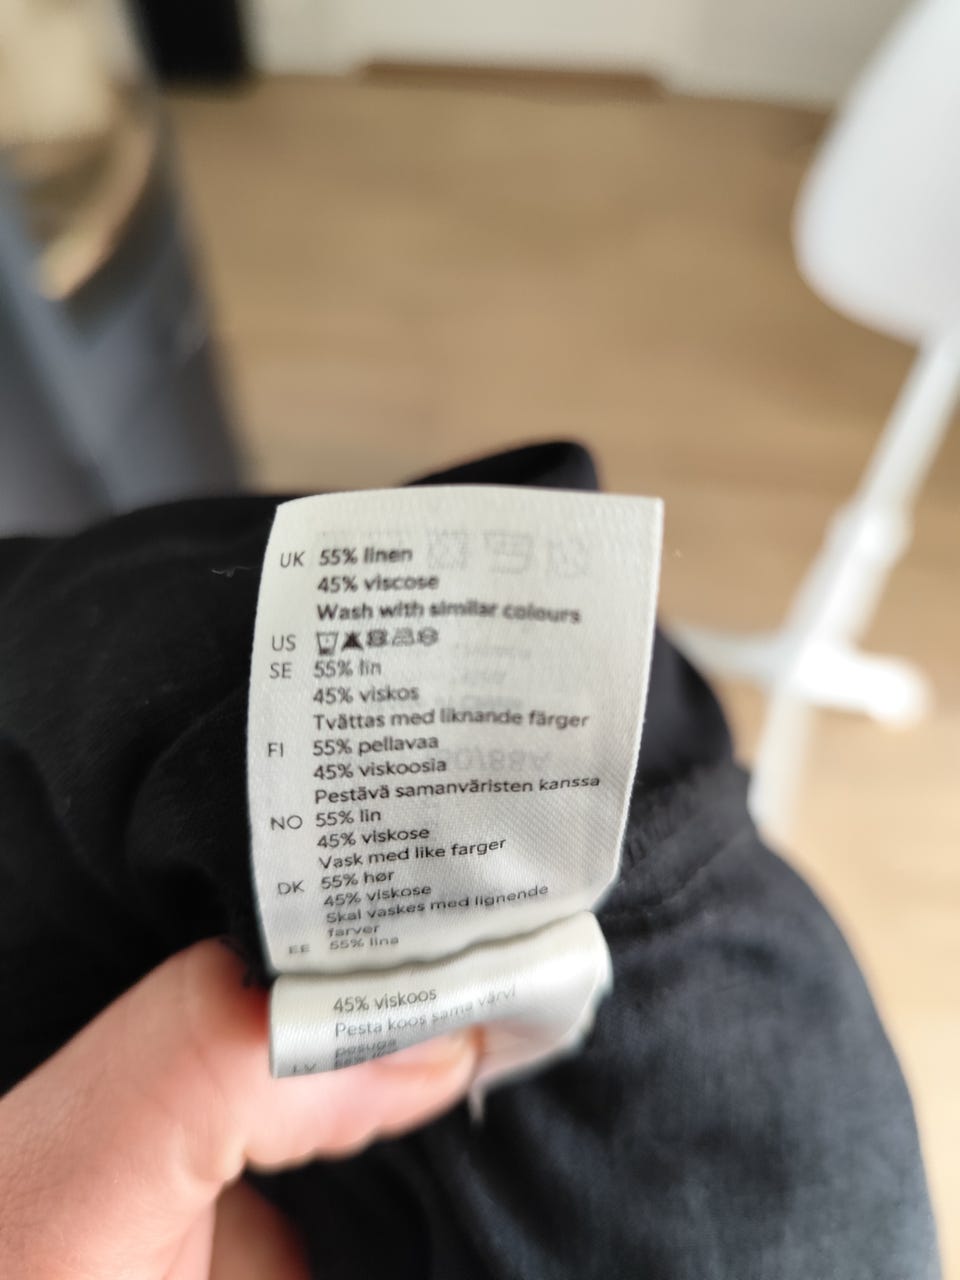 UK 55% linen
45% viscose
Wash with similar colours
US
SE 55% lin
45% viskos
Tvättas med liknande färger
FI 55% pellavaa
45% viskoosia
Pestävä samanväristen kanssa
NO 55% lin
45% viskose
Vask med like farger
DK 55% hør
45% viskose
Skal vaskes med lignende
farver
EE 55% lina
45% viskoos
Pesta koos sama värvi
pesuga
LV